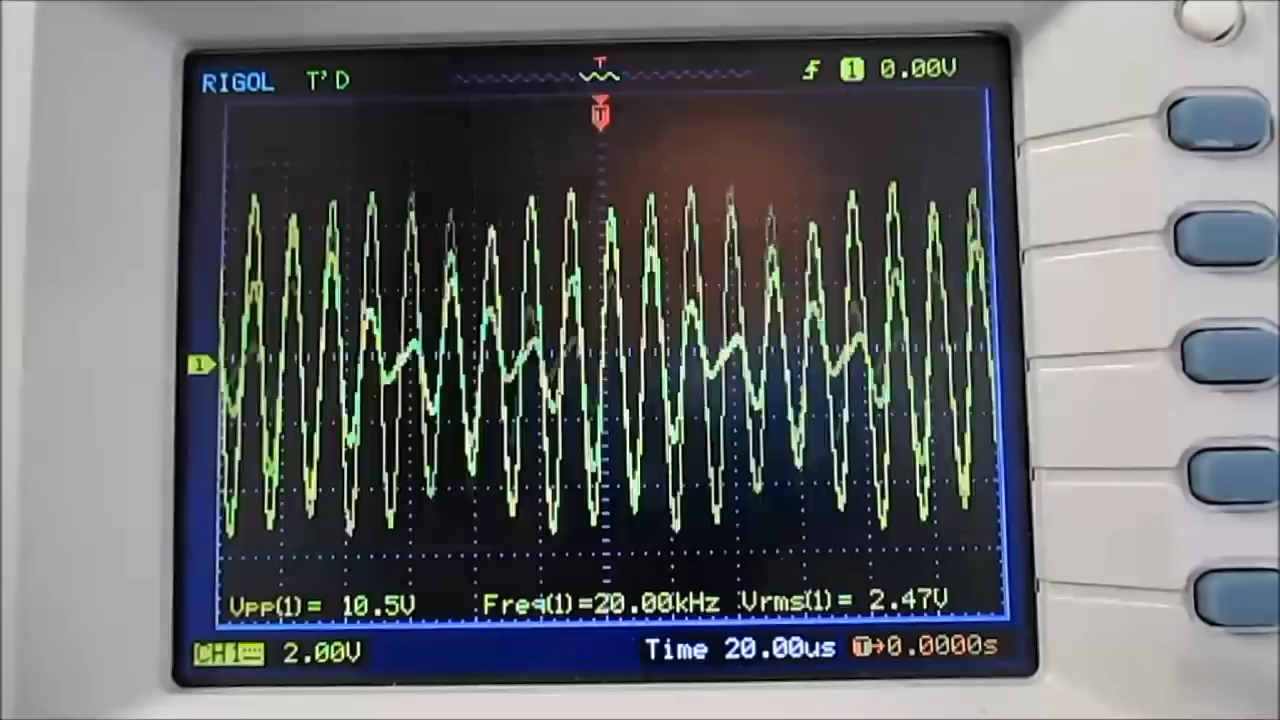 RIGOL T'D T 1 0.00V
T
1
Vpp(1)= 10.5V Freq(1)=20.00kHz Vrms(1)= 2.47V
CH1 2.00V Time 20.00us T→0.0000s